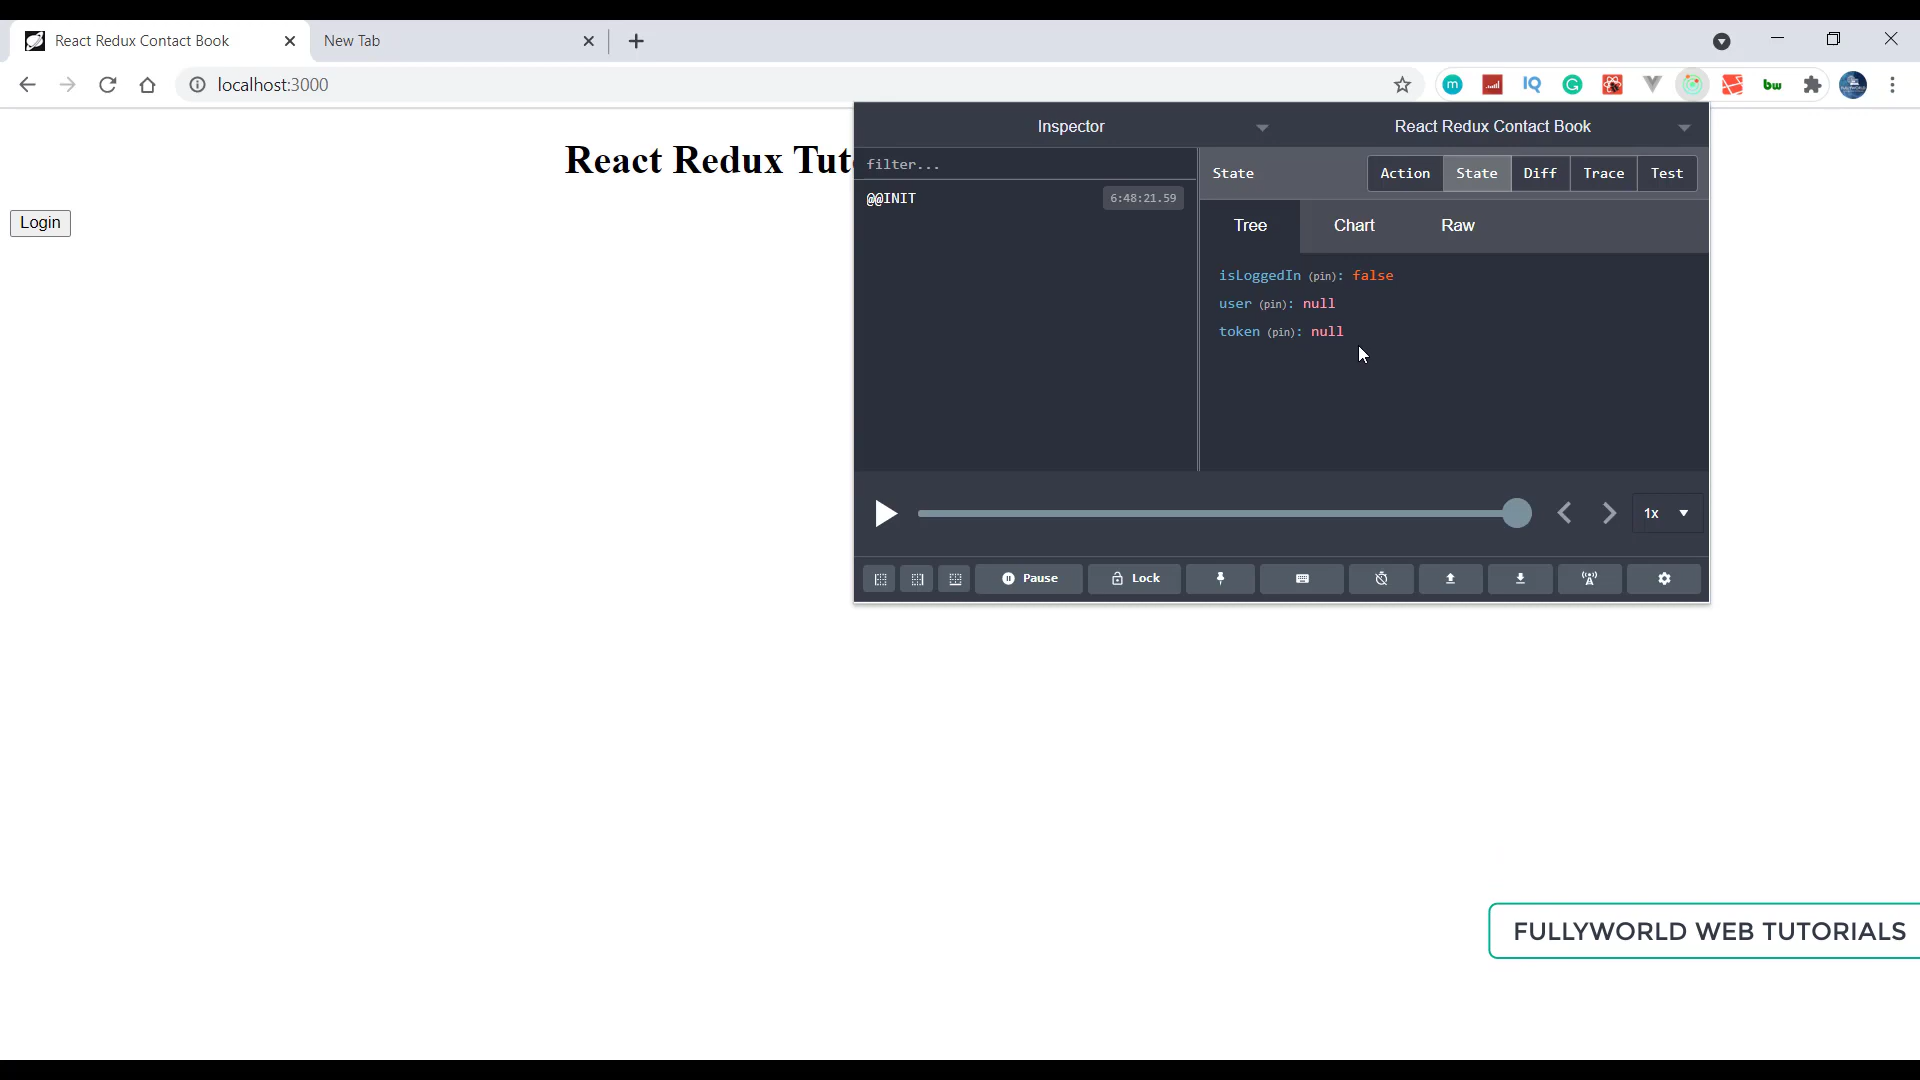 React Redux Contact Book
New Tab
localhost:3000
m
IQ
G
bw
React Redux Tut
Login
Inspector
React Redux Contact Book
filter...
@@INIT
6:48:21.59
State
Action
State
Diff
Trace
Test
Tree
Chart
Raw
isLoggedIn (pin): false
user (pin): null
token (pin): null
1x
Pause
Lock
FULLYWORLD WEB TUTORIALS